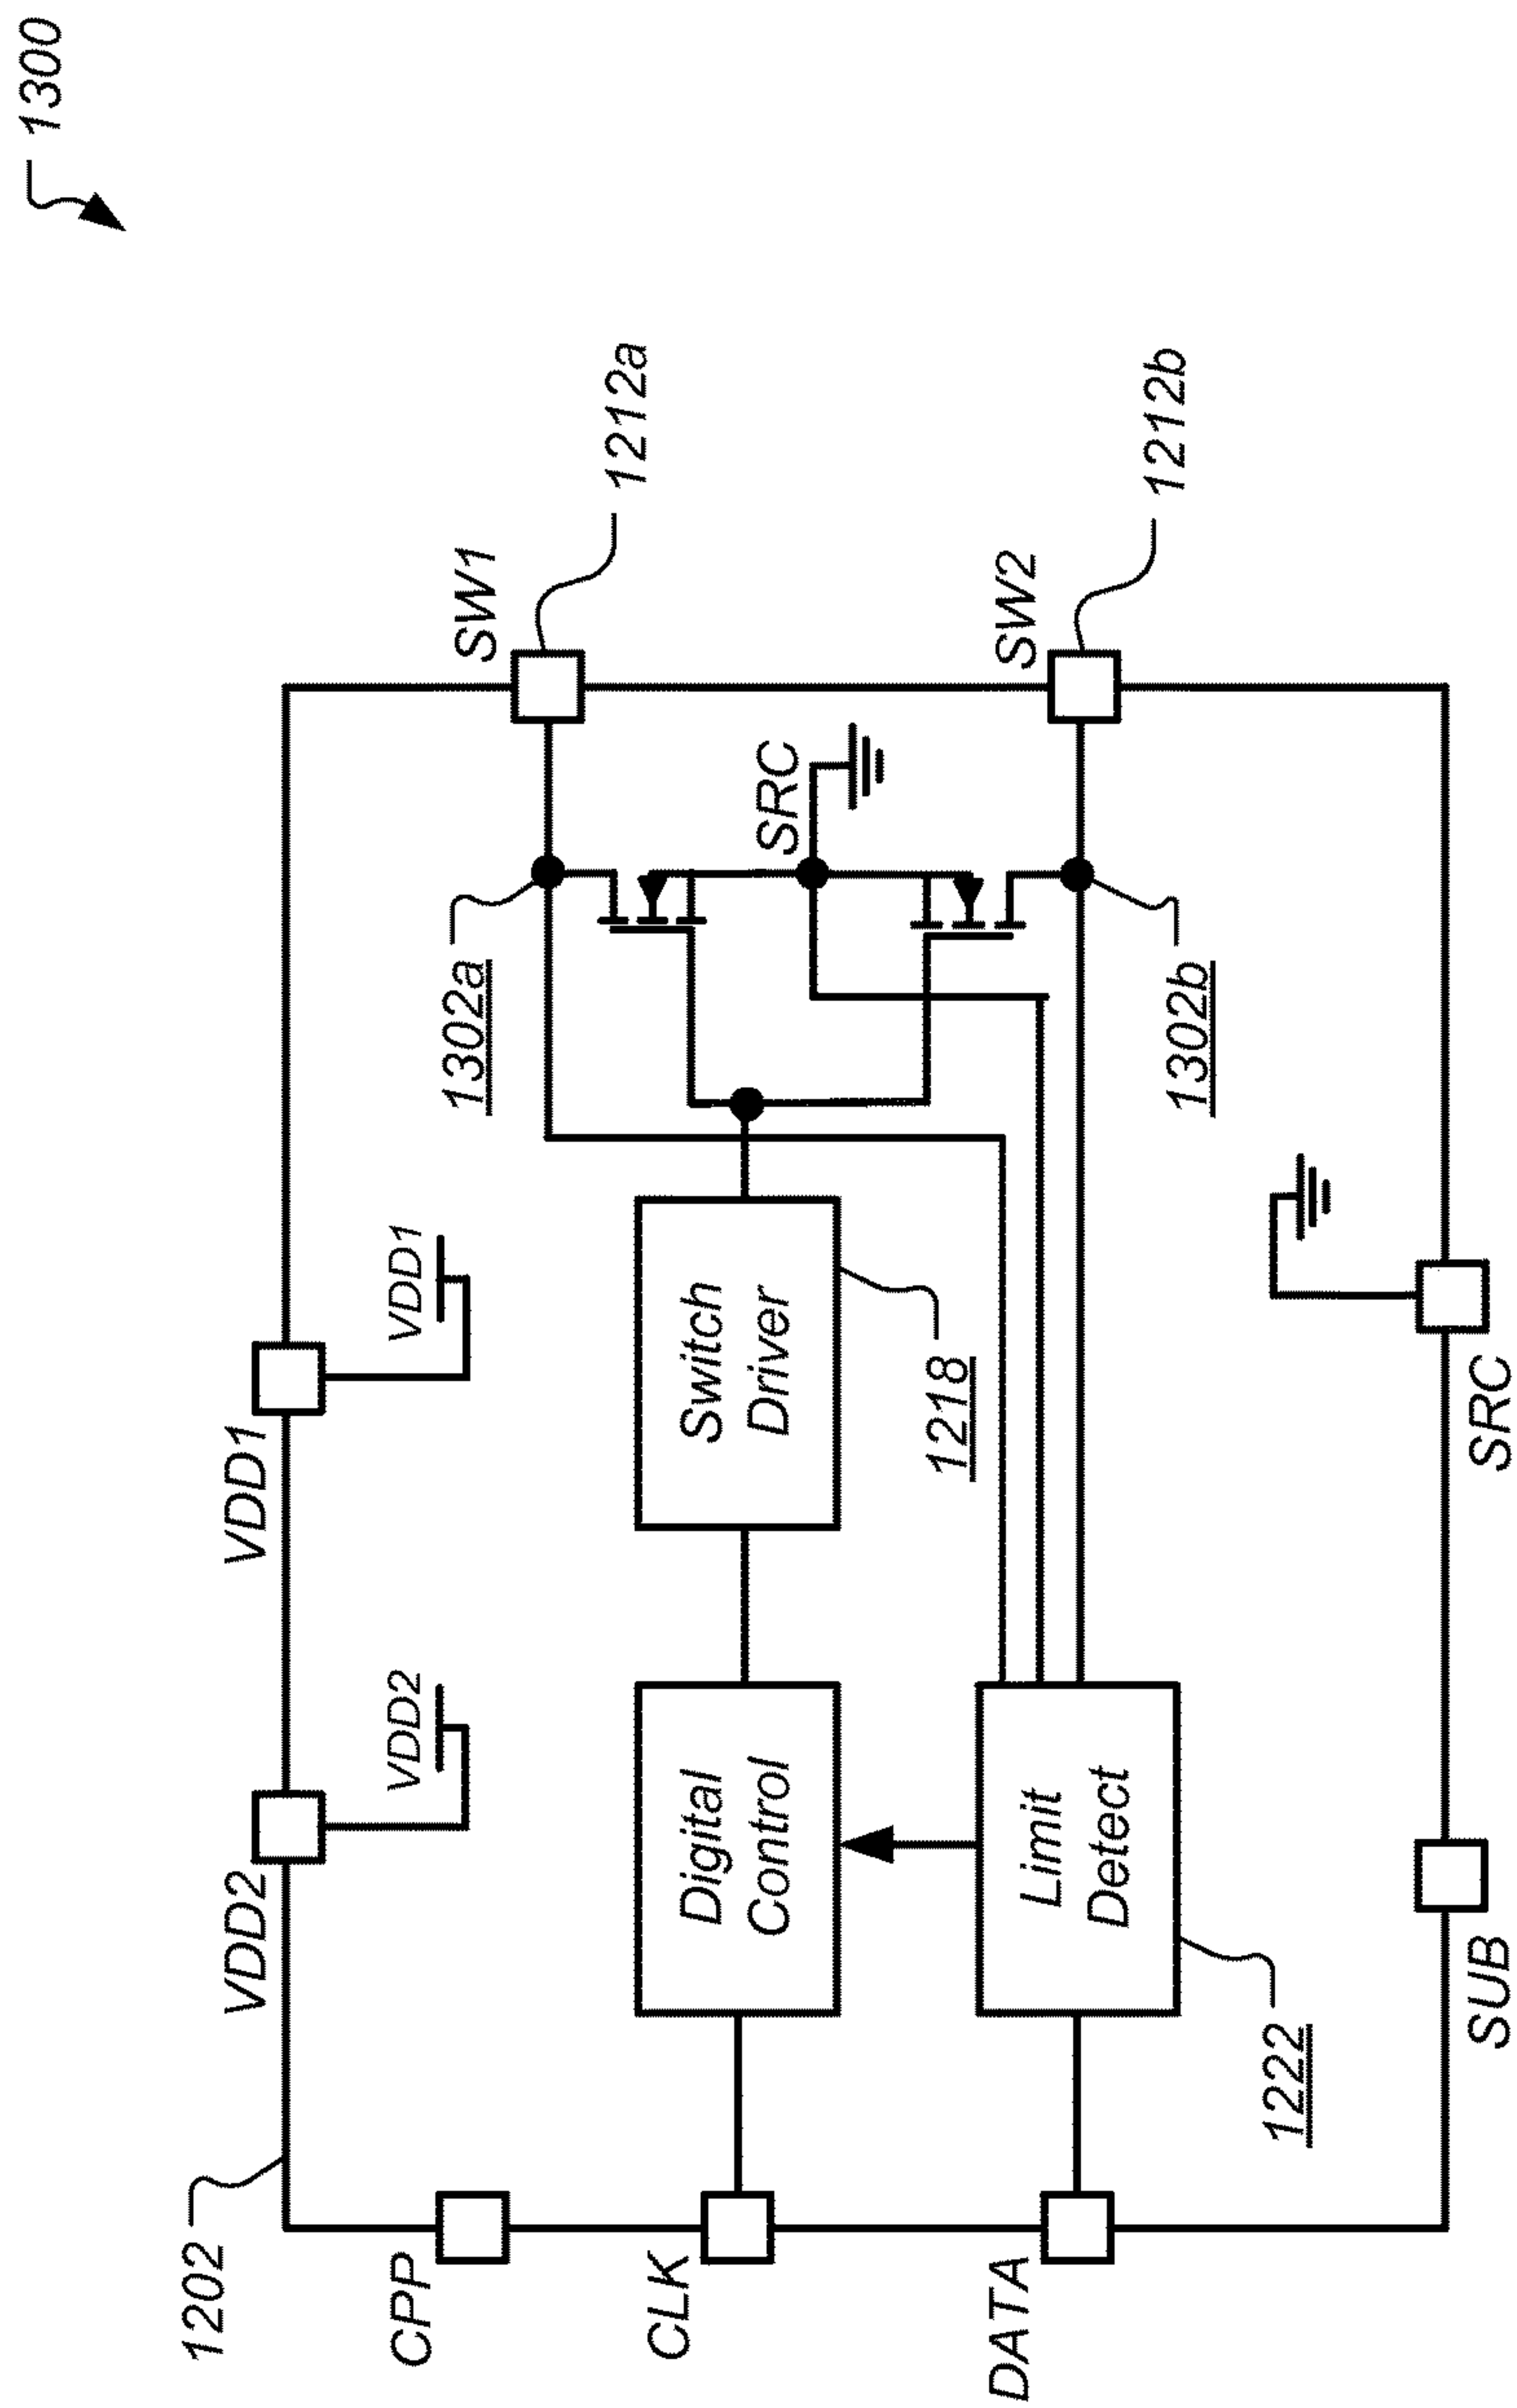 1300
1202
VDD2
VDD1
VDD2
VDD1
CPP
CLK
DATA
Digital
Control
Switch
Driver
1218
Limit
Detect
1222
1302a
1302b
SRC
SW1
1212a
SW2
1212b
SUB
SRC